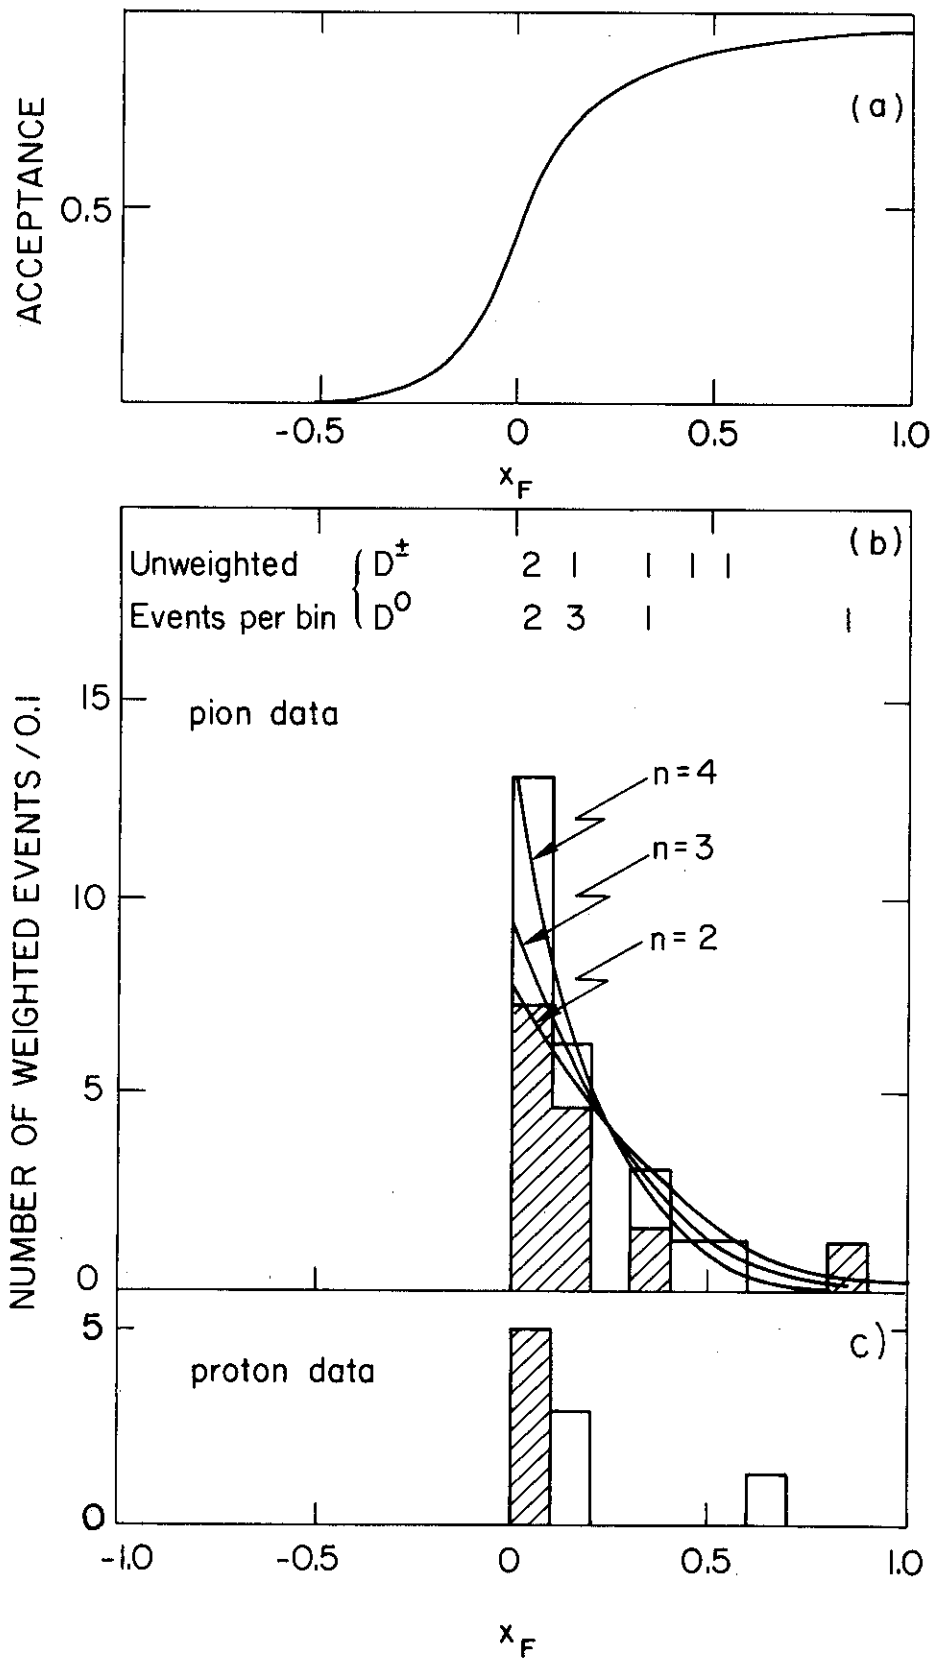 (a)
ACCEPTANCE
0.5
-0.5 0 0.5 1.0
x_F
(b)
Unweighted { D± 2 1 1 1 1
Events per bin { D⁰ 2 3 1 1
NUMBER OF WEIGHTED EVENTS / 0.1
15
pion data
n=4
n=3
10
n=2
5
0
5
c)
proton data
0
-1.0 -0.5 0 0.5 1.0
x_F